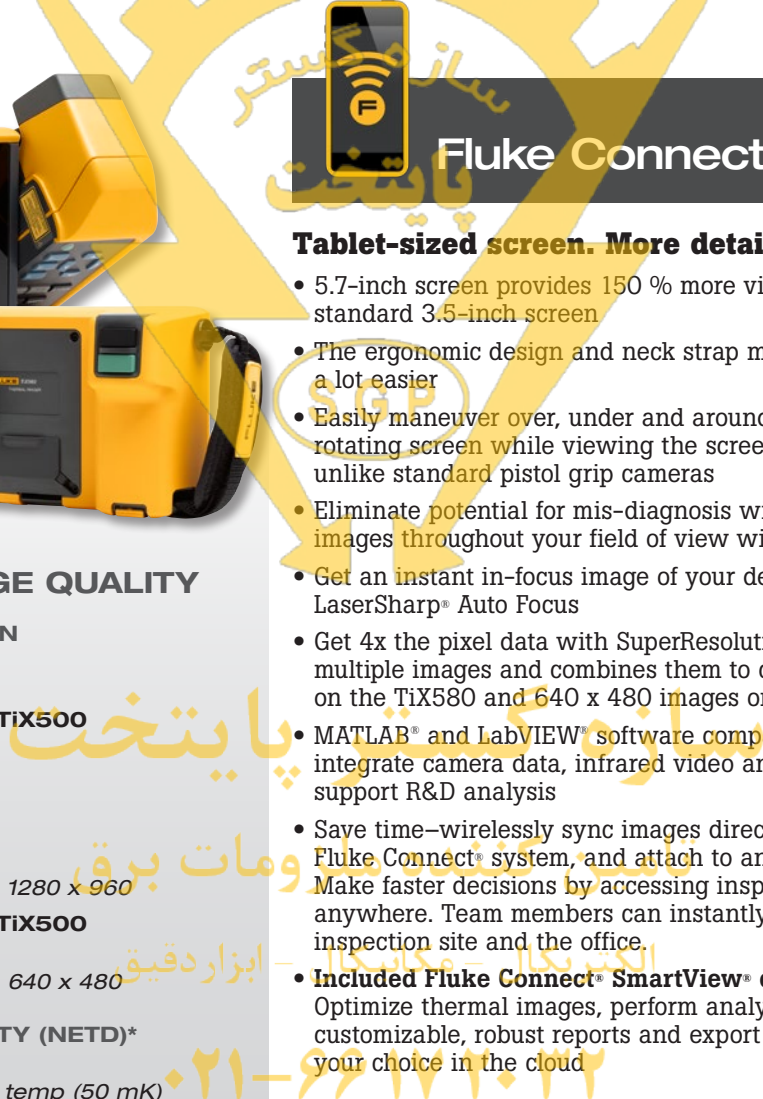 Fluke Connect
Tablet-sized screen. More detai
• 5.7-inch screen provides 150 % more vi
standard 3.5-inch screen
• The ergonomic design and neck strap m
a lot easier
• Easily maneuver over, under and around
rotating screen while viewing the scree
unlike standard pistol grip cameras
• Eliminate potential for mis-diagnosis wi
images throughout your field of view wi
• Get an instant in-focus image of your de
LaserSharp® Auto Focus
• Get 4x the pixel data with SuperResoluti
multiple images and combines them to c
on the TiX580 and 640 x 480 images or
• MATLAB® and LabVIEW® software comp
integrate camera data, infrared video an
support R&D analysis
• Save time—wirelessly sync images direc
Fluke Connect® system, and attach to an
Make faster decisions by accessing insp
anywhere. Team members can instantly
inspection site and the office.
• Included Fluke Connect® SmartView® d
Optimize thermal images, perform analy
customizable, robust reports and export
your choice in the cloud
GE QUALITY
N
TiX500
1280 x 960
TiX500
640 x 480
TY (NETD)*
temp (50 mK)
F
FLUKE
سازه گستر
پایتخت
SGP
سازه گستر پایتخت
تامین کننده ملزومات برق
الکتریکال – مکانیکال – ابزار دقیق
۰۲۱–۶۶۱۷۲۰۳۲